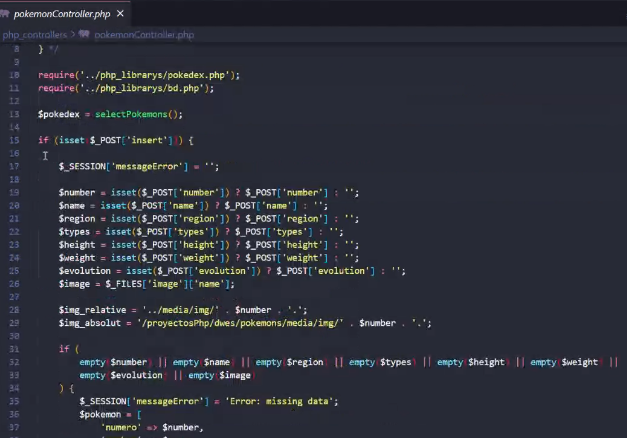 pokemonController.php ×
php_controllers > pokemonController.php
8 } */
9
10 require('../php_librarys/pokedex.php');
11 require('../php_librarys/bd.php');
12
13 $pokedex = selectPokemons();
14
15 if (isset($_POST['insert'])) {
16
17 $_SESSION['messageError'] = '';
18
19 $number = isset($_POST['number']) ? $_POST['number'] : '';
20 $name = isset($_POST['name']) ? $_POST['name'] : '';
21 $region = isset($_POST['region']) ? $_POST['region'] : '';
22 $types = isset($_POST['types']) ? $_POST['types'] : '';
23 $height = isset($_POST['height']) ? $_POST['height'] : '';
24 $weight = isset($_POST['weight']) ? $_POST['weight'] : '';
25 $evolution = isset($_POST['evolution']) ? $_POST['evolution'] : '';
26 $image = $_FILES['image']['name'];
27
28 $img_relative = '../media/img/' . $number . '.';
29 $img_absolut = '/proyectosPhp/dwes/pokemons/media/img/' . $number . '.';
30
31 if (
32 empty($number) || empty($name) || empty($region) || empty($types) || empty($height) || empty($weight) ||
33 empty($evolution) || empty($image)
34 ) {
35 $_SESSION['messageError'] = 'Error: missing data';
36 $pokemon = [
37 'numero' => $number,